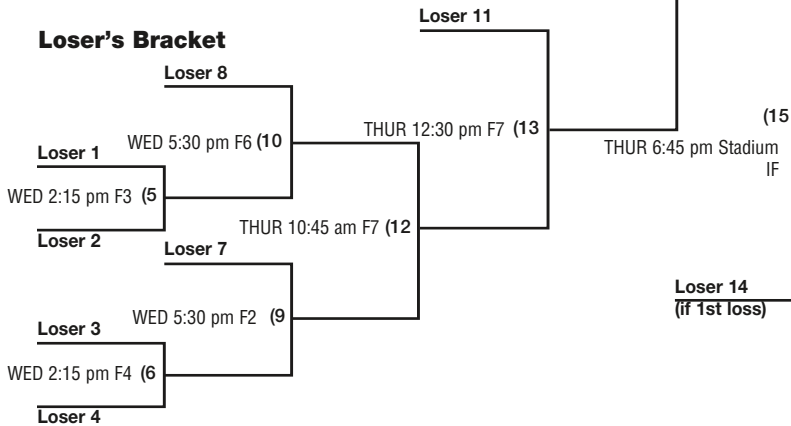 Loser 11
Loser's Bracket
Loser 8
(15
THUR 12:30 pm F7 (13
WED 5:30 pm F6 (10
THUR 6:45 pm Stadium
IF
Loser 1
WED 2:15 pm F3 (5
THUR 10:45 am F7 (12
Loser 2
Loser 7
Loser 14
(if 1st loss)
WED 5:30 pm F2 (9
Loser 3
WED 2:15 pm F4 (6
Loser 4